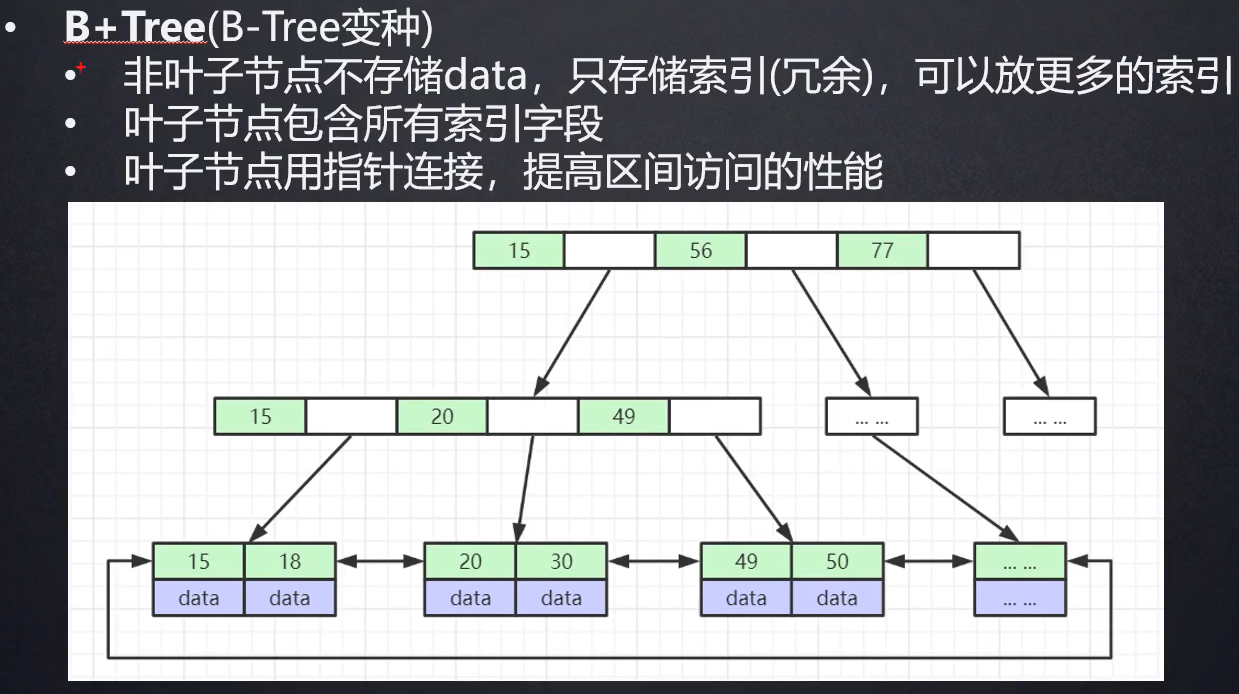 • B+Tree(B-Tree变种)
• 非叶子节点不存储data，只存储索引(冗余)，可以放更多的索引
• 叶子节点包含所有索引字段
• 叶子节点用指针连接，提高区间访问的性能
15 56 77
15 20 49 ... ... ... ...
15 18 20 30 49 50 ... ...
data data data data data data ... ...